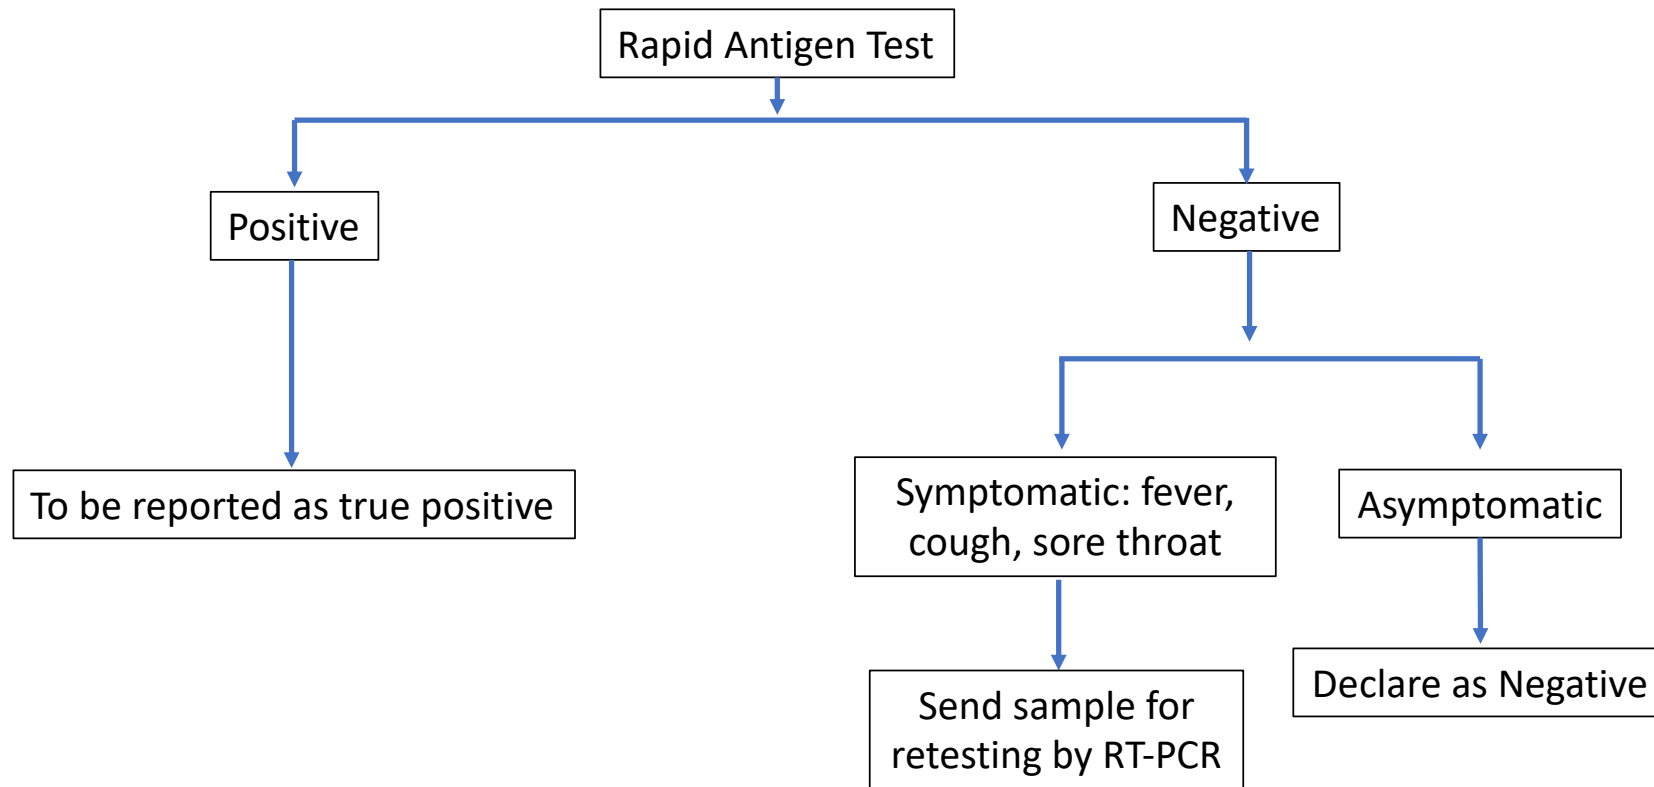 Rapid Antigen Test
Positive
Negative
To be reported as true positive
Symptomatic: fever,
cough, sore throat
Asymptomatic
Send sample for
retesting by RT-PCR
Declare as Negative